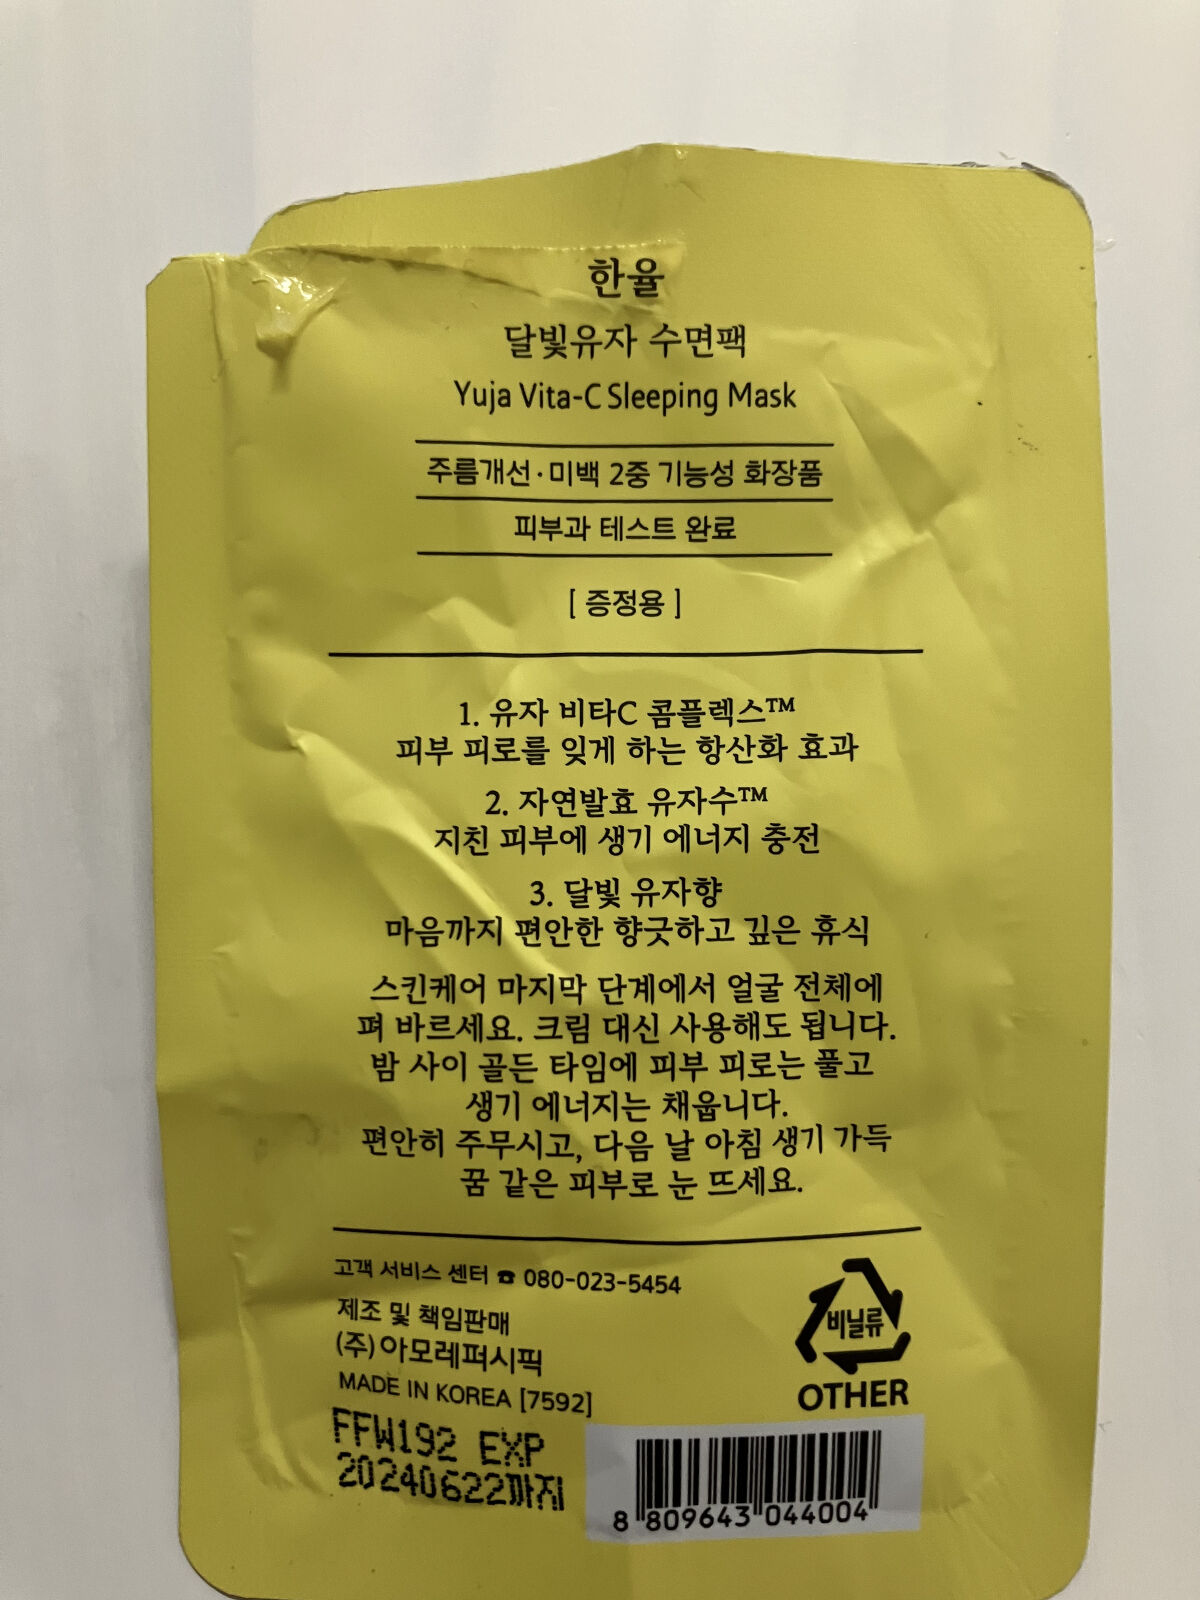 한율
달빛유자 수면팩
Yuja Vita-C Sleeping Mask
주름개선·미백 2중 기능성 화장품
피부과 테스트 완료
[ 증정용 ]
1. 유자 비타C 콤플렉스™
피부 피로를 잊게 하는 항산화 효과
2. 자연발효 유자수™
지친 피부에 생기 에너지 충전
3. 달빛 유자향
마음까지 편안한 향긋하고 깊은 휴식
스킨케어 마지막 단계에서 얼굴 전체에
펴 바르세요. 크림 대신 사용해도 됩니다.
밤 사이 골든 타임에 피부 피로는 풀고
생기 에너지는 채웁니다.
편안히 주무시고, 다음 날 아침 생기 가득
꿈 같은 피부로 눈 뜨세요.
고객 서비스 센터 ☎ 080-023-5454
제조 및 책임판매
(주)아모레퍼시픽
MADE IN KOREA [7592]
FFW192 EXP
20240622까지
비닐류
OTHER
8 809643 044004